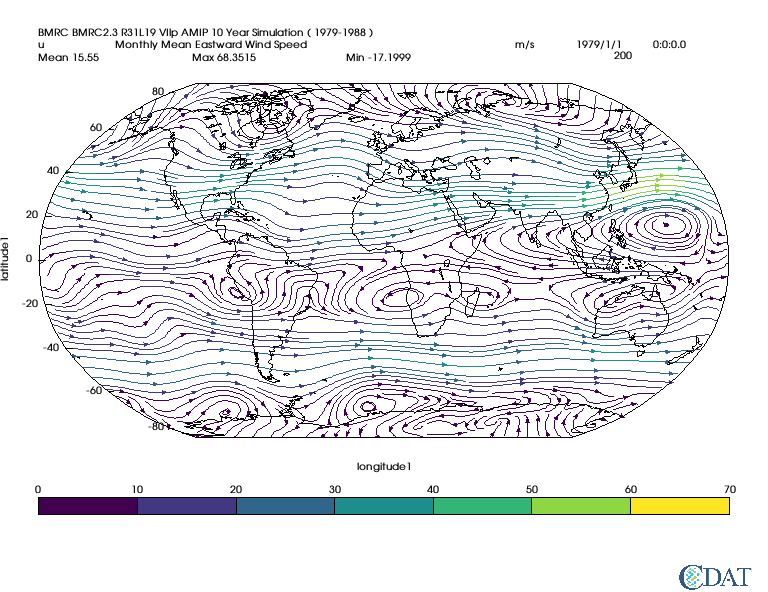 BMRC BMRC2.3 R31L19 VIIp AMIP 10 Year Simulation ( 1979-1988 )
u Monthly Mean Eastward Wind Speed m/s 1979/1/1 0:0:0.0
Mean 15.55 Max 68.3515 Min -17.1999 200
80
60
40
20
0
-20
-40
-60
-80
latitude1
longitude1
0 10 20 30 40 50 60 70
CDAT